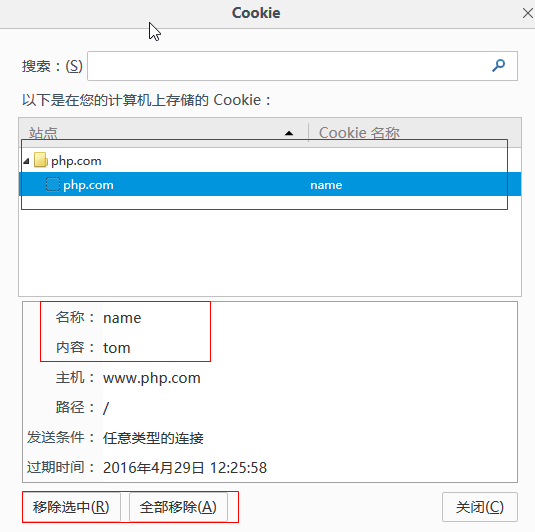 Cookie
搜索：(S)
以下是在您的计算机上存储的 Cookie：
站点 Cookie 名称
php.com
php.com name
名称： name
内容： tom
主机： www.php.com
路径： /
发送条件： 任意类型的连接
过期时间： 2016年4月29日 12:25:58
移除选中(R) 全部移除(A) 关闭(C)